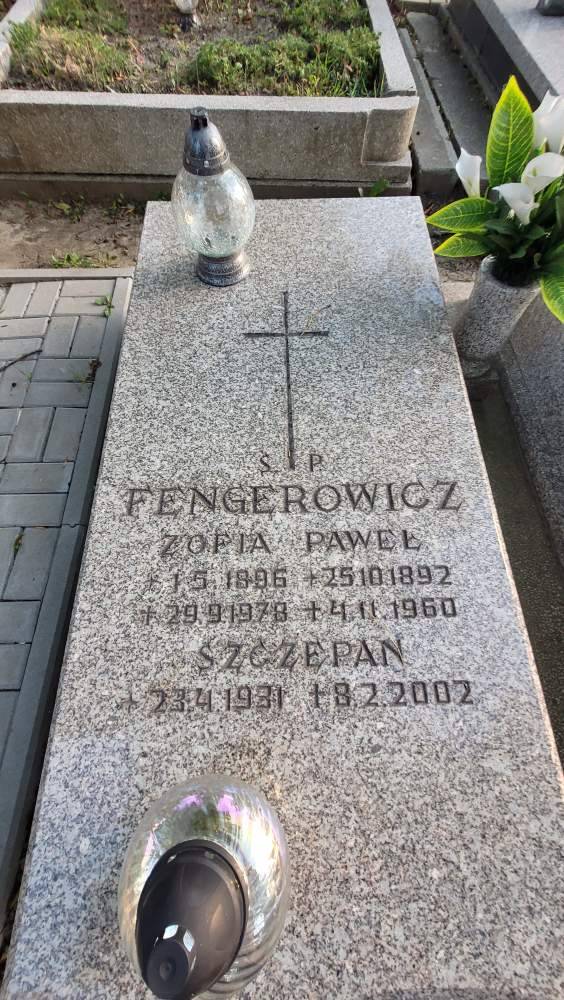 Ś. P.
FENGEROWICZ
ZOFIA PAWEŁ
* 1.5. 1896 +25.10.1892
+29.9.1978 +4.11.1960
SZCZEPAN
+23.4.1931 +8.2.2002